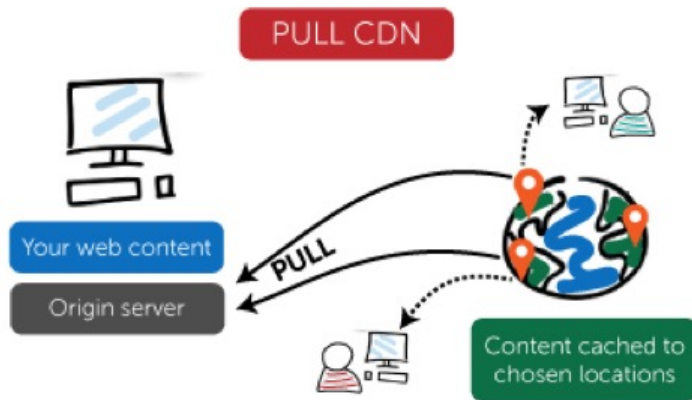 PULL CDN
Your web content
Origin server
PULL
Content cached to
chosen locations